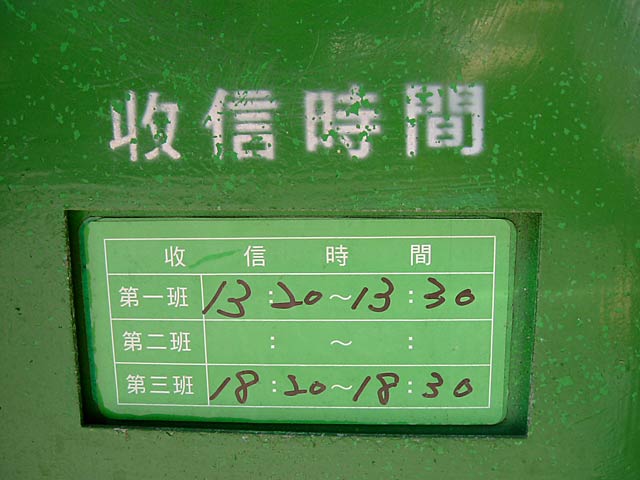 收信時間
收信時間
第一班 13:20～13:30
第二班 : ～ :
第三班 18:20～18:30